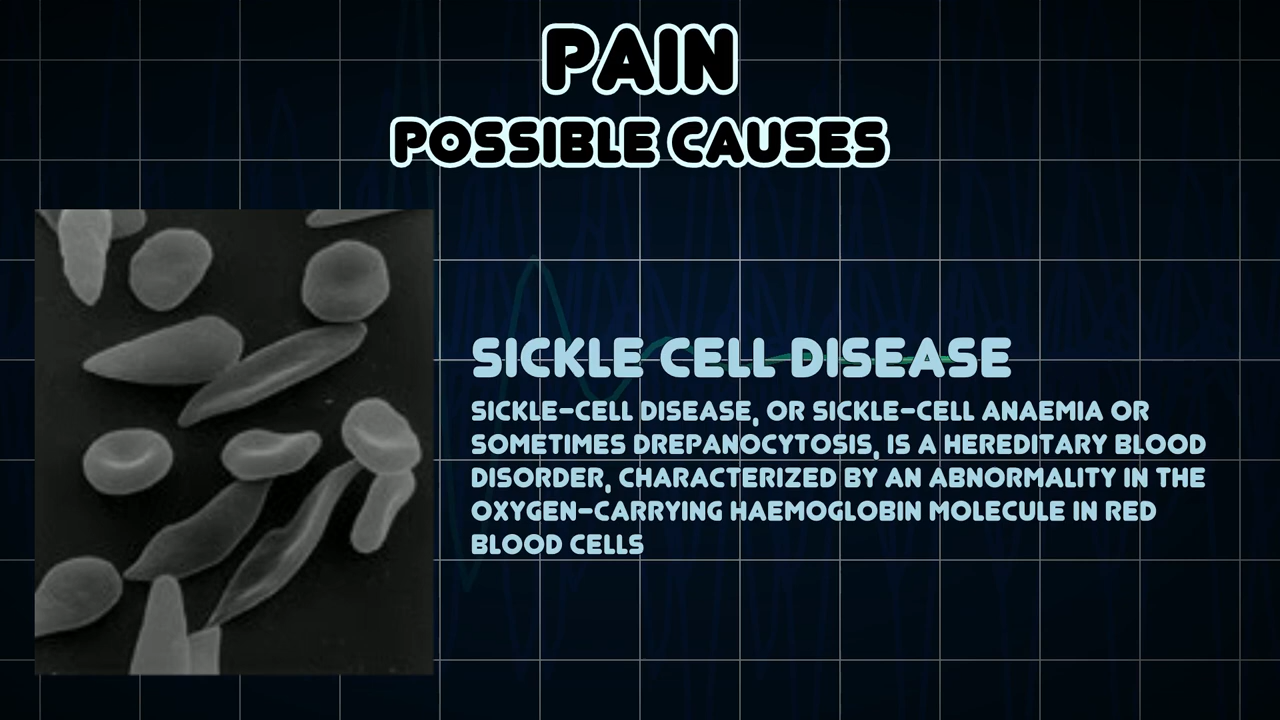 PAIN
POSSIBLE CAUSES
SICKLE CELL DISEASE
SICKLE-CELL DISEASE, OR SICKLE-CELL ANAEMIA OR
SOMETIMES DREPANOCYTOSIS, IS A HEREDITARY BLOOD
DISORDER, CHARACTERIZED BY AN ABNORMALITY IN THE
OXYGEN-CARRYING HAEMOGLOBIN MOLECULE IN RED
BLOOD CELLS